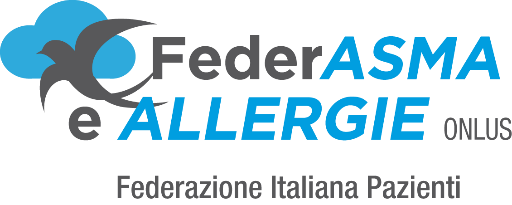 FederASMA
e ALLERGIE ONLUS
Federazione Italiana Pazienti